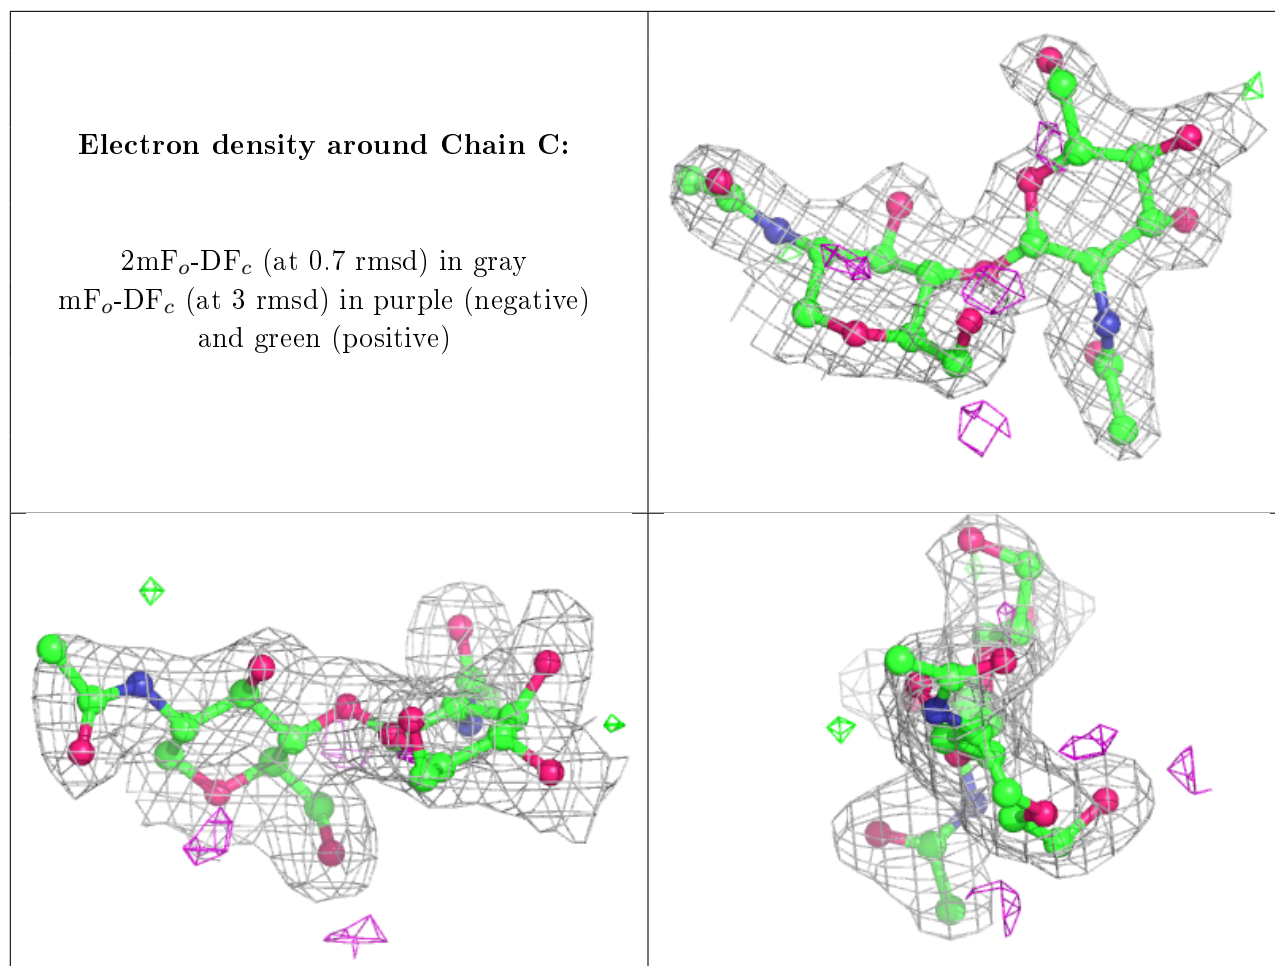 Electron density around Chain C:
2mFₒ-DF𝑐 (at 0.7 rmsd) in gray
mFₒ-DF𝑐 (at 3 rmsd) in purple (negative)
and green (positive)